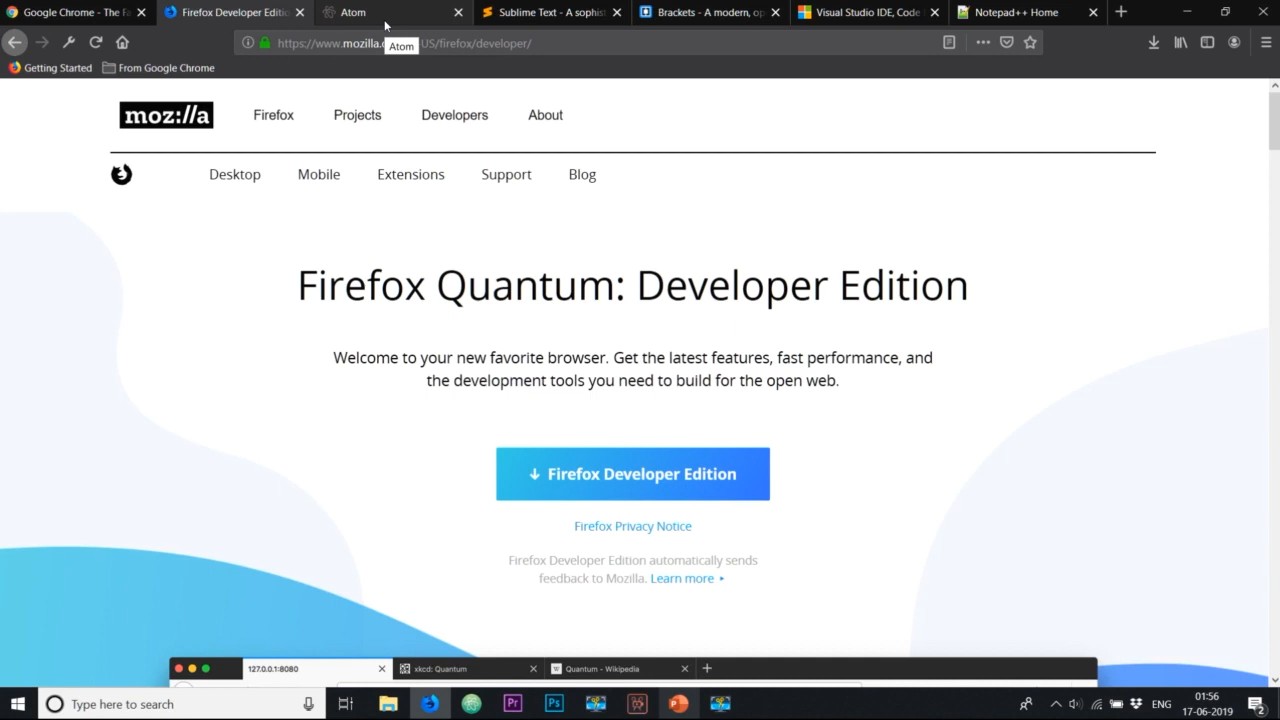 Google Chrome - The Fa
Firefox Developer Editio
Atom
Sublime Text - A sophist
Brackets - A modern, op
Visual Studio IDE, Code
Notepad++ Home
https://www.mozilla.o
US/firefox/developer/
Atom
Getting Started
From Google Chrome
moz://a
Firefox
Projects
Developers
About
Desktop
Mobile
Extensions
Support
Blog
Firefox Quantum: Developer Edition
Welcome to your new favorite browser. Get the latest features, fast performance, and
the development tools you need to build for the open web.
Firefox Developer Edition
Firefox Privacy Notice
Firefox Developer Edition automatically sends
feedback to Mozilla. Learn more
127.0.0.1:8080
xkcd: Quantum
W
Quantum - Wikipedia
Type here to search
Pr
Ps
P
ENG
01:56
17-06-2019
2